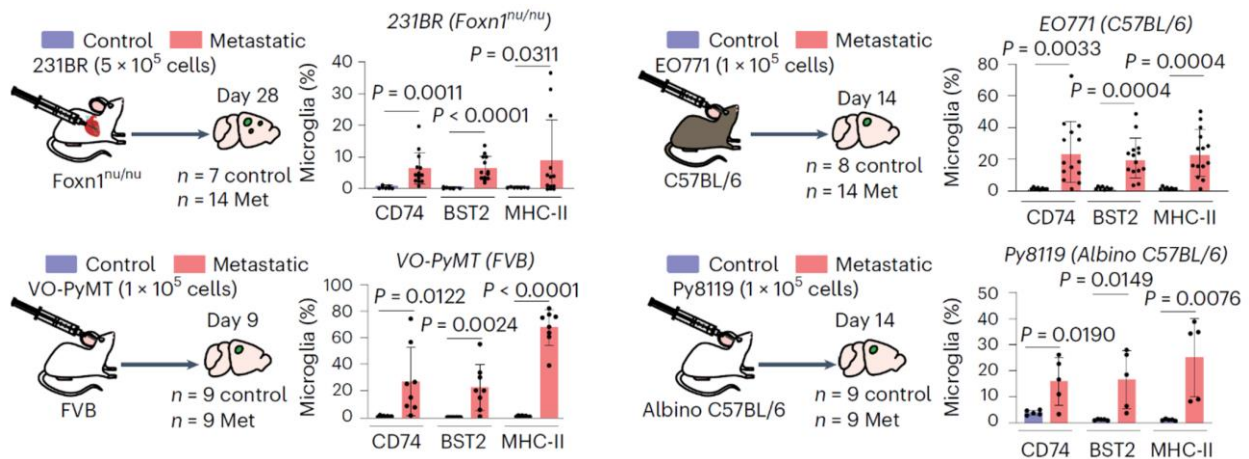 231BR (Foxn1nu/nu)
Control Metastatic
231BR (5 × 10⁵ cells)
Day 28
Foxn1nu/nu
n = 7 control
n = 14 Met
Microglia (%)
40
30
20
10
0
P = 0.0011
P < 0.0001
P = 0.0311
CD74 BST2 MHC-II
EO771 (C57BL/6)
Control Metastatic
EO771 (1 × 10⁵ cells)
Day 14
C57BL/6
n = 8 control
n = 14 Met
Microglia (%)
80
60
40
20
0
P = 0.0033
P = 0.0004
P = 0.0004
CD74 BST2 MHC-II
VO-PyMT (FVB)
Control Metastatic
VO-PyMT (1 × 10⁵ cells)
Day 9
FVB
n = 9 control
n = 9 Met
Microglia (%)
100
80
60
40
20
0
P = 0.0122
P = 0.0024
P < 0.0001
CD74 BST2 MHC-II
Py8119 (Albino C57BL/6)
Control Metastatic
Py8119 (1 × 10⁵ cells)
Day 14
Albino C57BL/6
n = 9 control
n = 9 Met
Microglia (%)
50
40
30
20
10
0
P = 0.0190
P = 0.0149
P = 0.0076
CD74 BST2 MHC-II